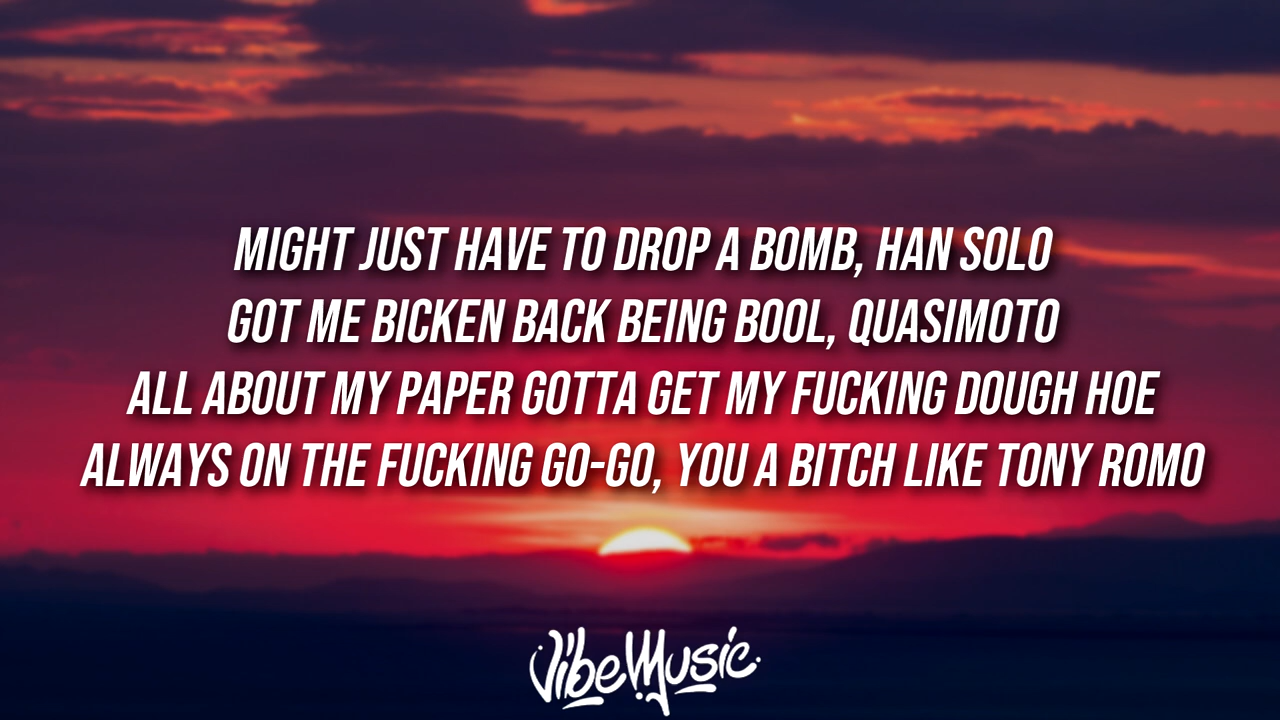 MIGHT JUST HAVE TO DROP A BOMB, HAN SOLO
GOT ME BICKEN BACK BEING BOOL, QUASIMOTO
ALL ABOUT MY PAPER GOTTA GET MY FUCKING DOUGH HOE
ALWAYS ON THE FUCKING GO-GO, YOU A BITCH LIKE TONY ROMO
VibeMusic